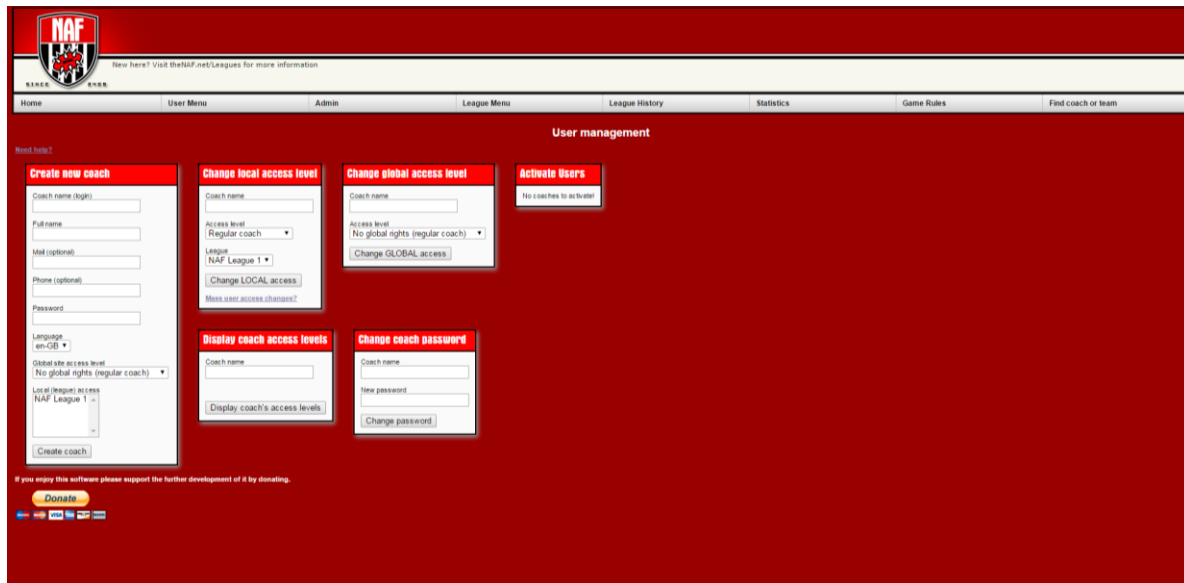 NAF
SINCE
New here? Visit theNAF.net/Leagues for more information
Home User Menu Admin League Menu League History Statistics Game Rules Find coach or team
User management
Need help?
Create new coach
Coach name (login)
Full name
Mail (optional)
Phone (optional)
Password
Language
en-GB
Global site access level
No global rights (regular coach)
Local (league) access
NAF League 1
Create coach
Change local access level
Coach name
Access level
Regular coach
League
NAF League 1
Change LOCAL access
Mass user access changes?
Change global access level
Coach name
Access level
No global rights (regular coach)
Change GLOBAL access
Activate Users
No coaches to activate!
Display coach access levels
Coach name
Display coach's access levels
Change coach password
Coach name
New password
Change password
If you enjoy this software please support the further development of it by donating.
Donate
VISA